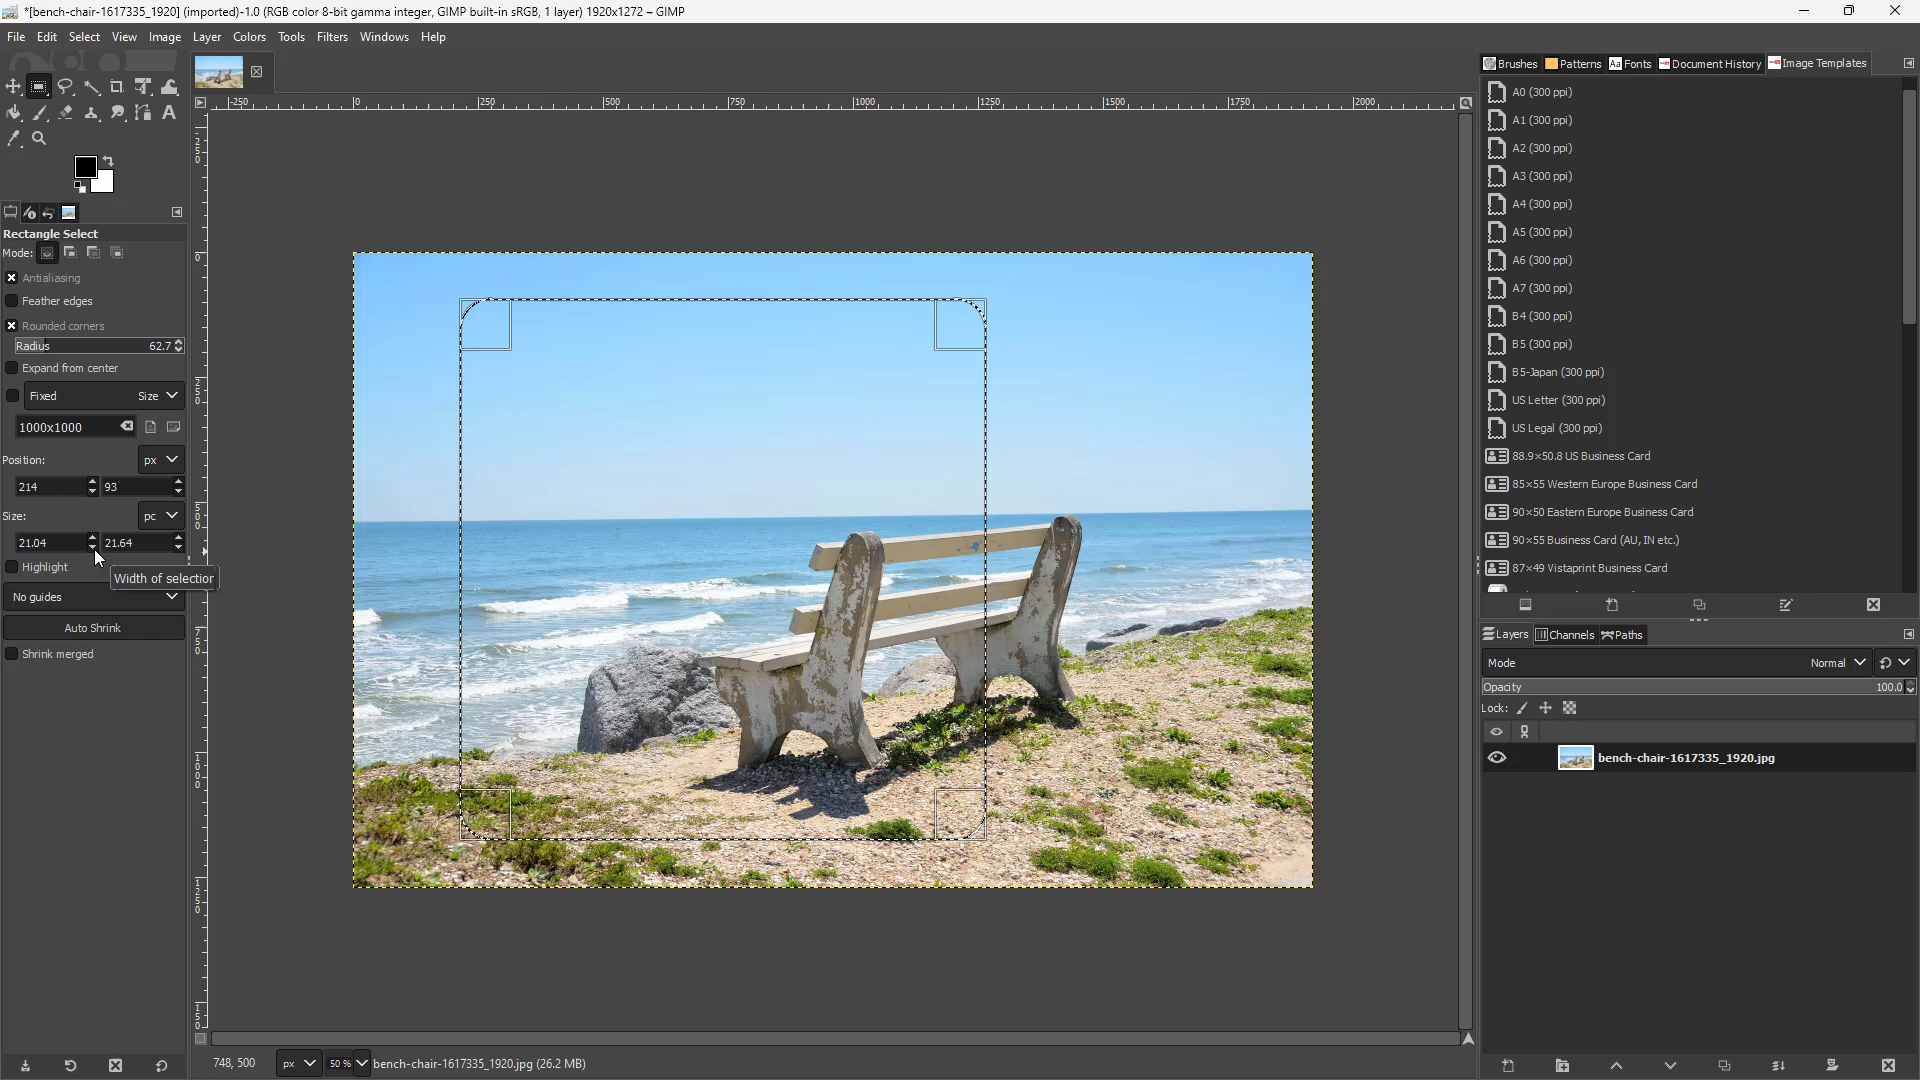 *[bench-chair-1617335_1920] (imported)-1.0 (RGB color 8-bit gamma integer, GIMP built-in sRGB, 1 layer) 1920x1272 – GIMP
File Edit Select View Image Layer Colors Tools Filters Windows Help
Brushes Patterns Aa Fonts Document History Image Templates
-250 0 250 500 750 1000 1250 1500 1750 2000
Rectangle Select
Mode:
Antialiasing
Feather edges
Rounded corners
Radius 62.7
Expand from center
Fixed Size
1000x1000
Position: px
214 93
Size: pc
21.04 21.64
Highlight
Width of selection
No guides
Auto Shrink
Shrink merged
A0 (300 ppi)
A1 (300 ppi)
A2 (300 ppi)
A3 (300 ppi)
A4 (300 ppi)
A5 (300 ppi)
A6 (300 ppi)
A7 (300 ppi)
B4 (300 ppi)
B5 (300 ppi)
B5-Japan (300 ppi)
US Letter (300 ppi)
US Legal (300 ppi)
88.9×50.8 US Business Card
85×55 Western Europe Business Card
90×50 Eastern Europe Business Card
90×55 Business Card (AU, IN etc.)
87×49 Vistaprint Business Card
Layers Channels Paths
Mode Normal
Opacity 100.0
Lock:
bench-chair-1617335_1920.jpg
748, 500 px 50 % bench-chair-1617335_1920.jpg (26.2 MB)